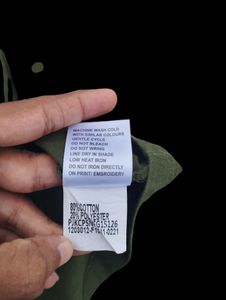 MACHINE WASH COLD
WITH SIMILAR COLOURS
GENTLE CYCLE
DO NOT BLEACH
DO NOT WRING
LINE DRY IN SHADE
LOW HEAT IRON
DO NOT IRON DIRECTLY
ON PRINT/EMBROIDERY
80%COTTON
20% POLYESTER